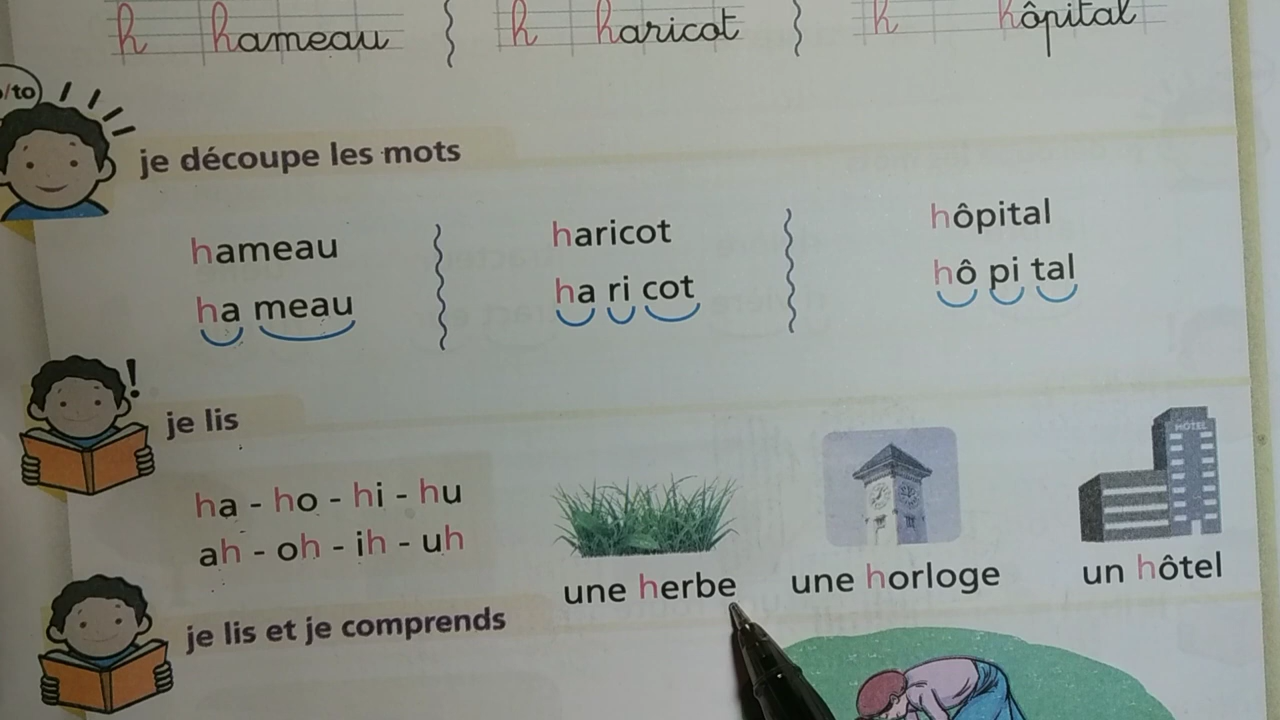 h hameau h haricot h hôpital
/to
je découpe les mots
hameau haricot hôpital
ha meau ha ri cot hô pi tal
je lis
HOTEL
ha - ho - hi - hu
ah - oh - ih - uh
une herbe une horloge un hôtel
je lis et je comprends